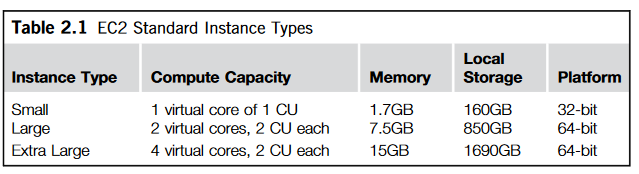 Table 2.1 EC2 Standard Instance Types
Instance Type Compute Capacity Memory Local Storage Platform
Small 1 virtual core of 1 CU 1.7GB 160GB 32-bit
Large 2 virtual cores, 2 CU each 7.5GB 850GB 64-bit
Extra Large 4 virtual cores, 2 CU each 15GB 1690GB 64-bit